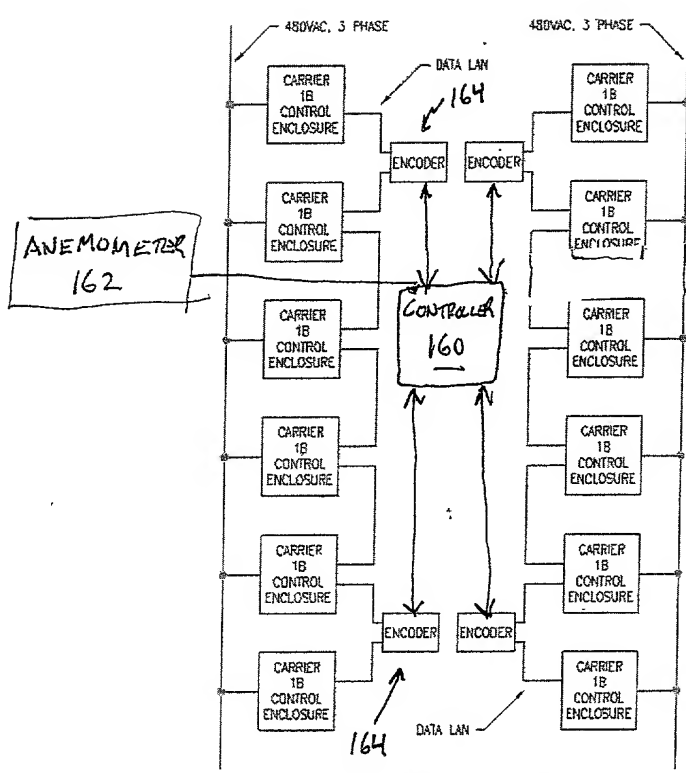 480VAC, 3 PHASE
480VAC, 3 PHASE
DATA LAN
164
CARRIER
1B
CONTROL
ENCLOSURE
CARRIER
1B
CONTROL
ENCLOSURE
ENCODER
ENCODER
CARRIER
1B
CONTROL
ENCLOSURE
CARRIER
1B
CONTROL
ENCLOSURE
ANEMOMETER
162
CONTROLLER
160
CARRIER
1B
CONTROL
ENCLOSURE
CARRIER
1B
CONTROL
ENCLOSURE
CARRIER
1B
CONTROL
ENCLOSURE
CARRIER
1B
CONTROL
ENCLOSURE
CARRIER
1B
CONTROL
ENCLOSURE
CARRIER
1B
CONTROL
ENCLOSURE
ENCODER
ENCODER
CARRIER
1B
CONTROL
ENCLOSURE
CARRIER
1B
CONTROL
ENCLOSURE
164
DATA LAN